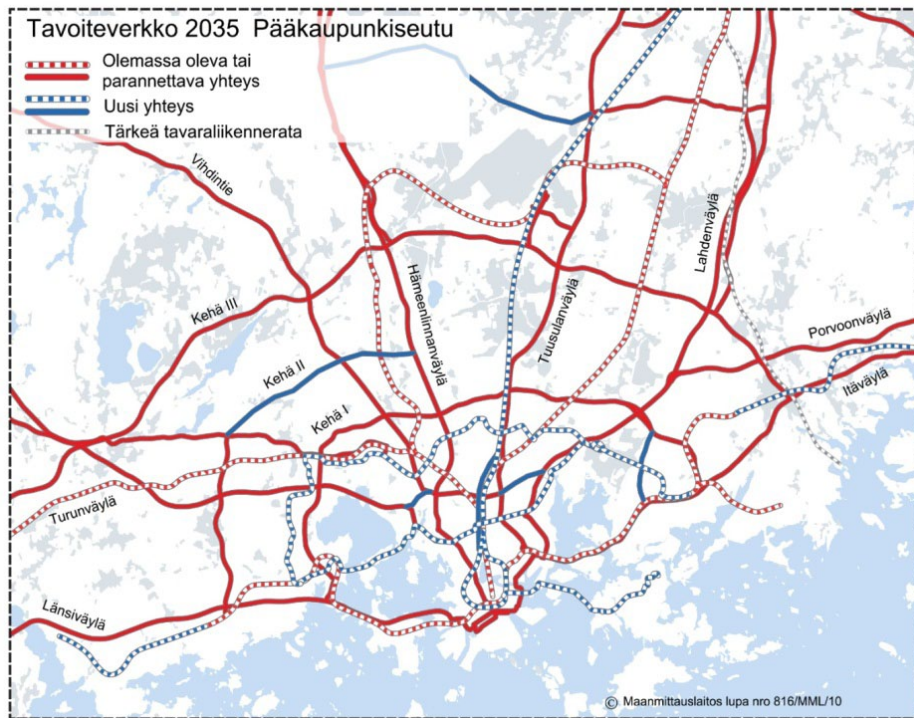 Tavoiteverkko 2035 Pääkaupunkiseutu
Olemassa oleva tai
parannettava yhteys
Uusi yhteys
Tärkeä tavaraliikennerata
Vihdintie
Lahdenväylä
Hämeenlinnanväylä
Kehä III
Tuusulanväylä
Porvoonväylä
Kehä II
Itäväylä
Kehä I
Turunväylä
Länsiväylä
© Maanmittauslaitos lupa nro 816/MML/10